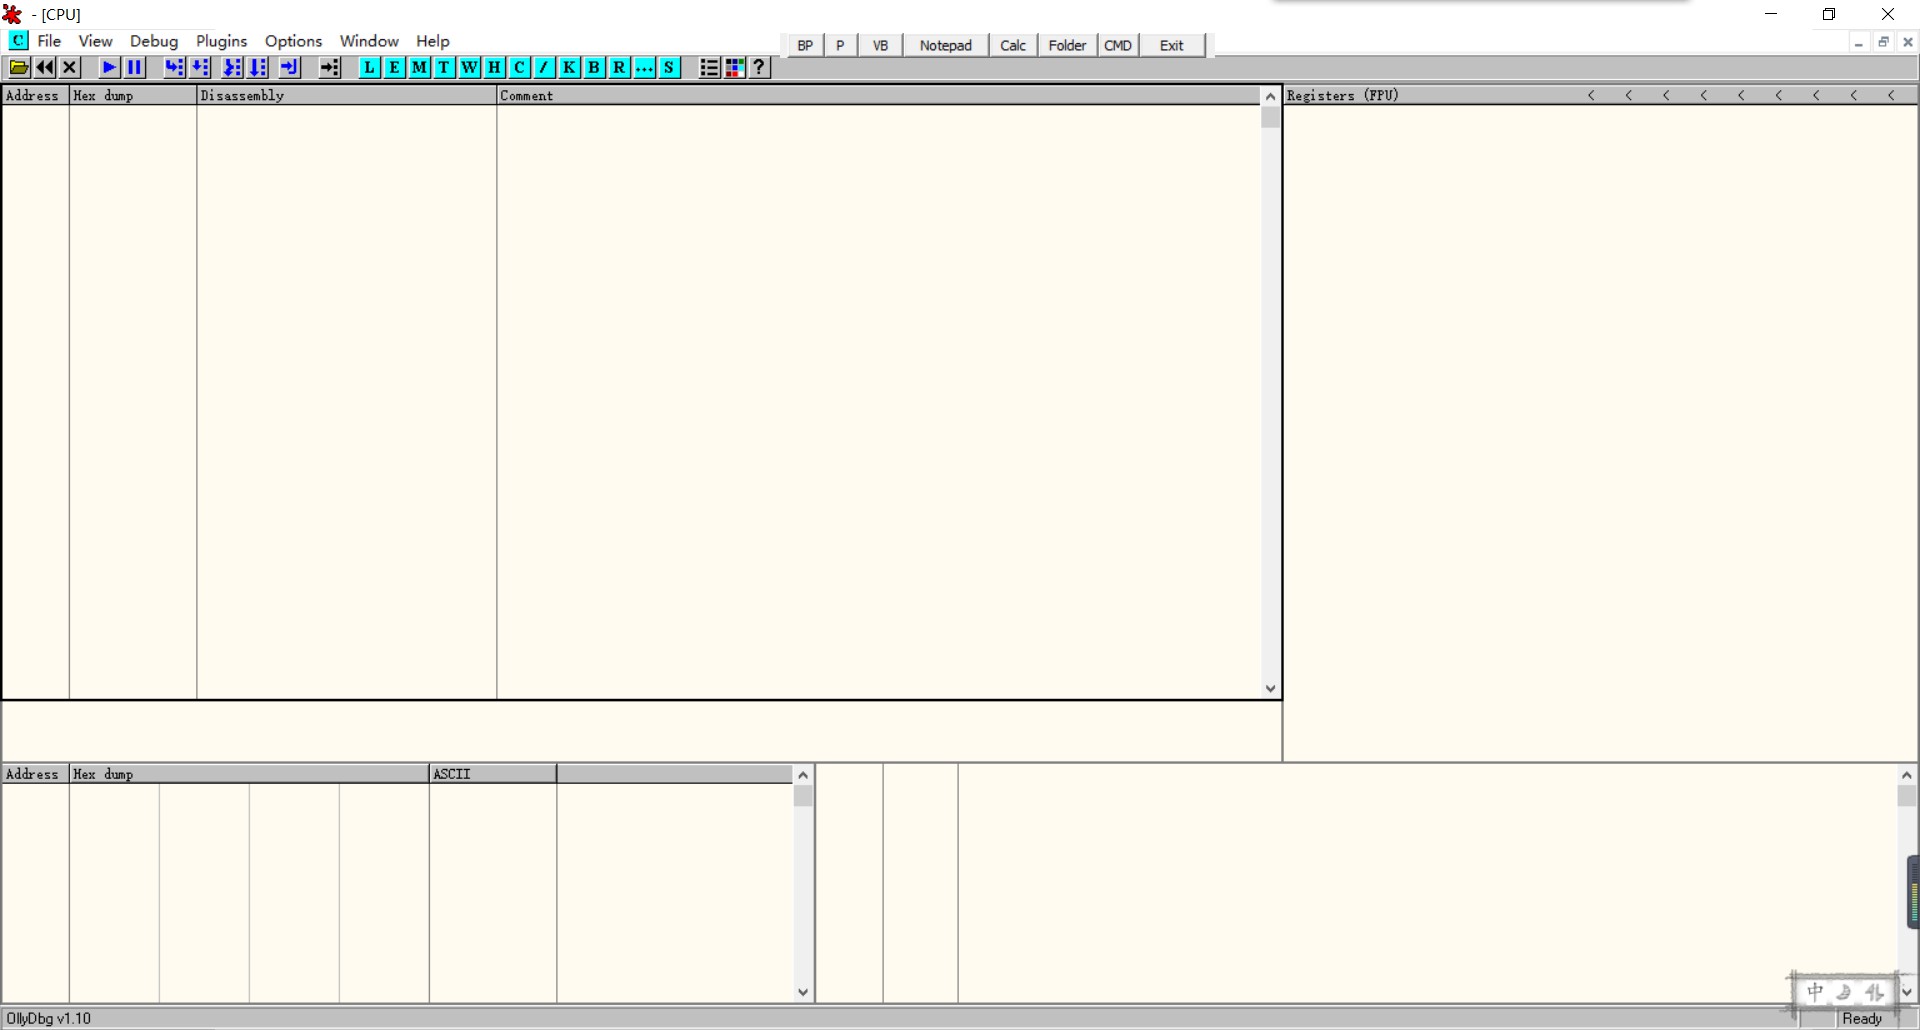 - [CPU]
C File View Debug Plugins Options Window Help
BP P VB Notepad Calc Folder CMD Exit
L E M T W H C / K B R ... S ?
Address Hex dump Disassembly Comment
Registers (FPU) < < < < < < < < <
Address Hex dump ASCII
中
OllyDbg v1.10
Ready